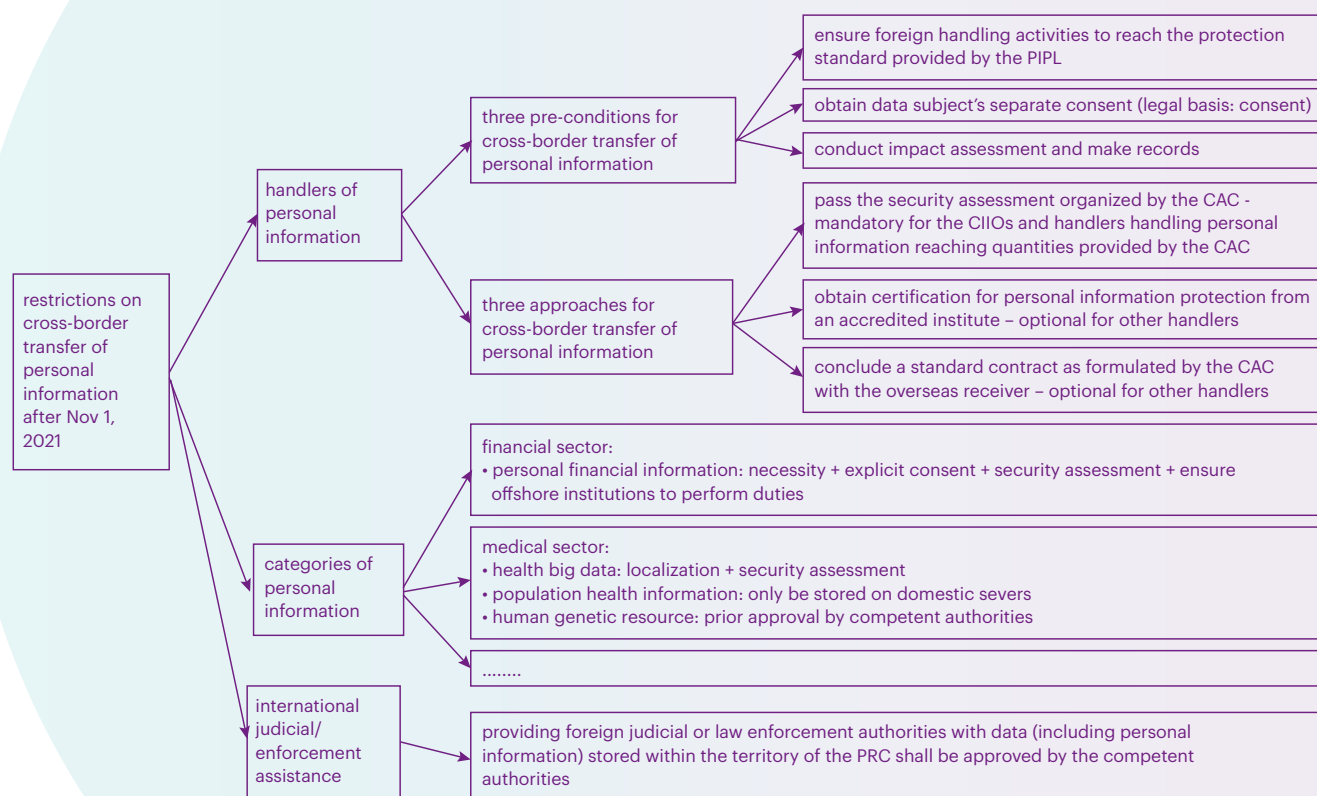 restrictions on
cross-border
transfer of
personal
information
after Nov 1,
2021
handlers of
personal
information
three pre-conditions for
cross-border transfer of
personal information
ensure foreign handling activities to reach the protection
standard provided by the PIPL
obtain data subject's separate consent (legal basis: consent)
conduct impact assessment and make records
three approaches for
cross-border transfer of
personal information
pass the security assessment organized by the CAC -
mandatory for the CIIOs and handlers handling personal
information reaching quantities provided by the CAC
obtain certification for personal information protection from
an accredited institute – optional for other handlers
conclude a standard contract as formulated by the CAC
with the overseas receiver – optional for other handlers
categories of
personal
information
financial sector:
• personal financial information: necessity + explicit consent + security assessment + ensure
offshore institutions to perform duties
medical sector:
• health big data: localization + security assessment
• population health information: only be stored on domestic severs
• human genetic resource: prior approval by competent authorities
........
international
judicial/
enforcement
assistance
providing foreign judicial or law enforcement authorities with data (including personal
information) stored within the territory of the PRC shall be approved by the competent
authorities